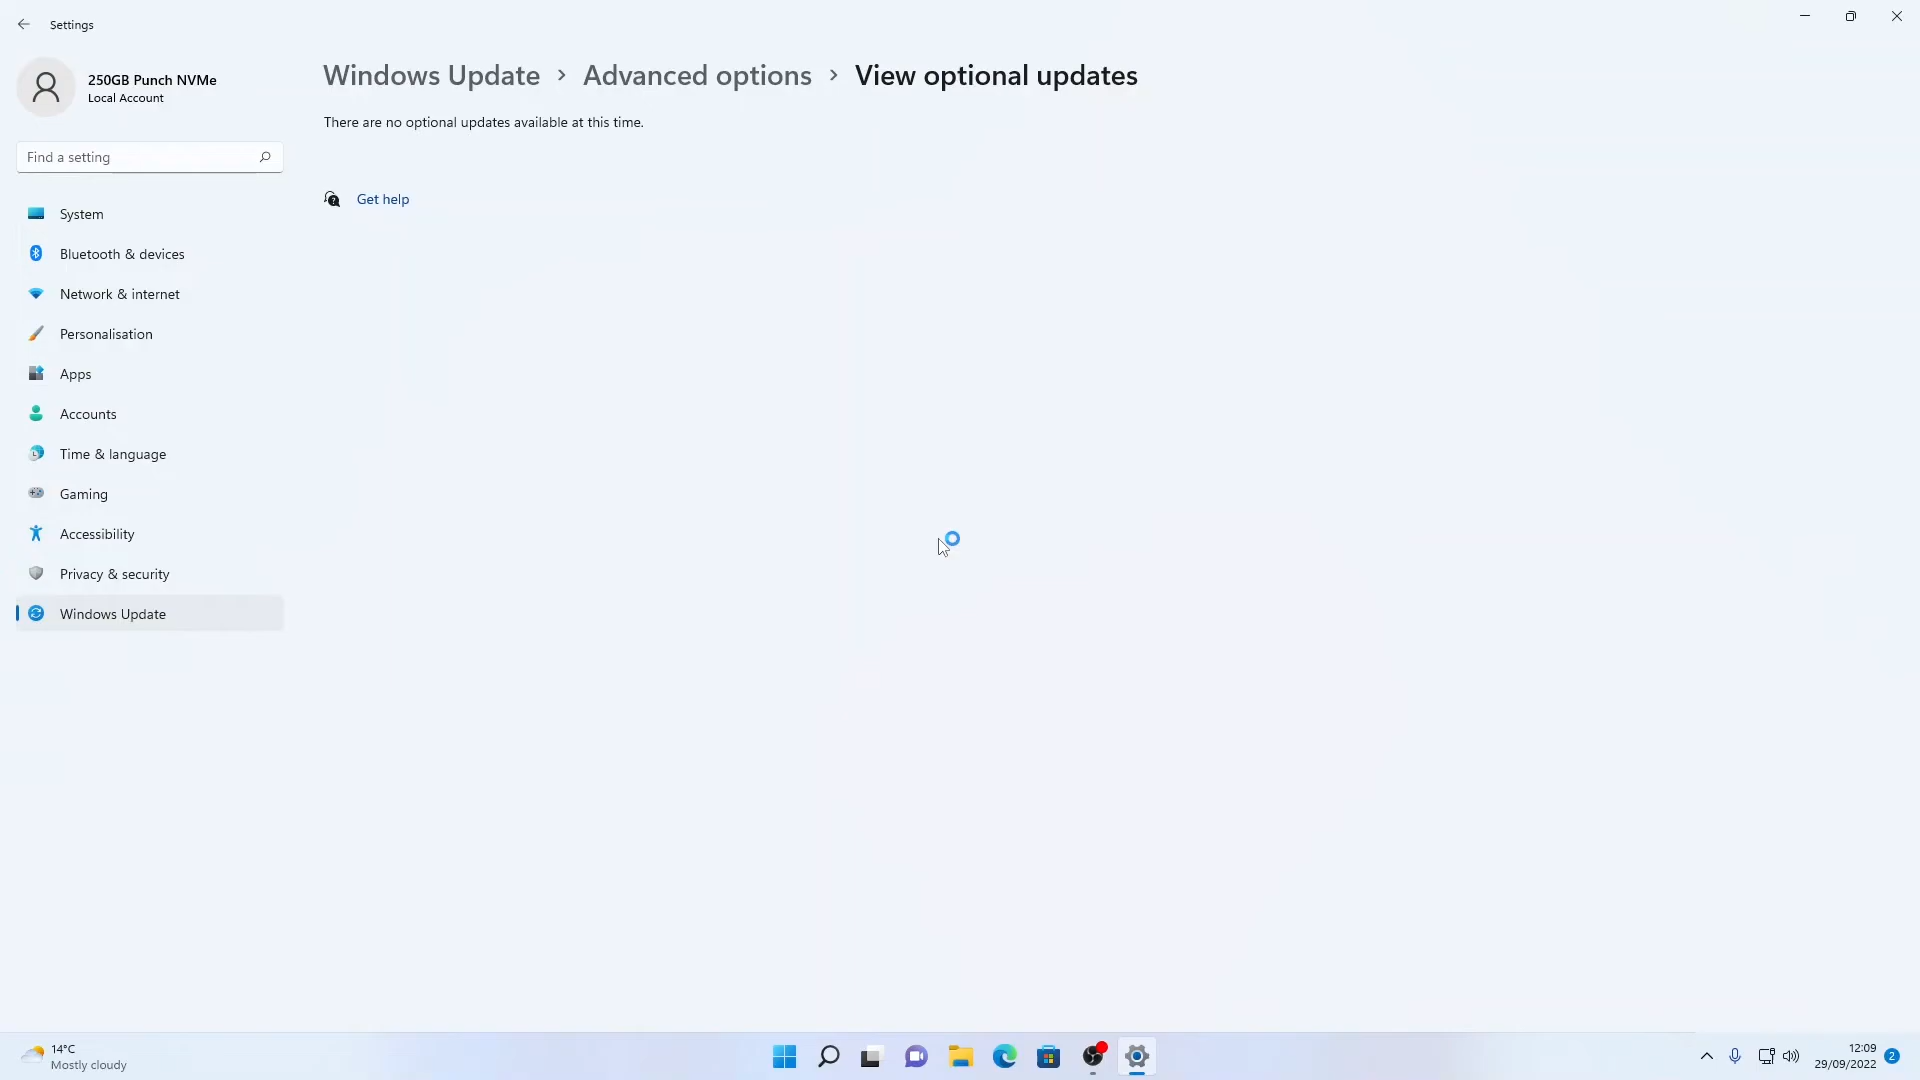 Settings
250GB Punch NVMe
Local Account
Find a setting
System
Bluetooth & devices
Network & internet
Personalisation
Apps
Accounts
Time & language
Gaming
Accessibility
Privacy & security
Windows Update
Windows Update › Advanced options › View optional updates
There are no optional updates available at this time.
Get help
14°C
Mostly cloudy
12:09
29/09/2022
2